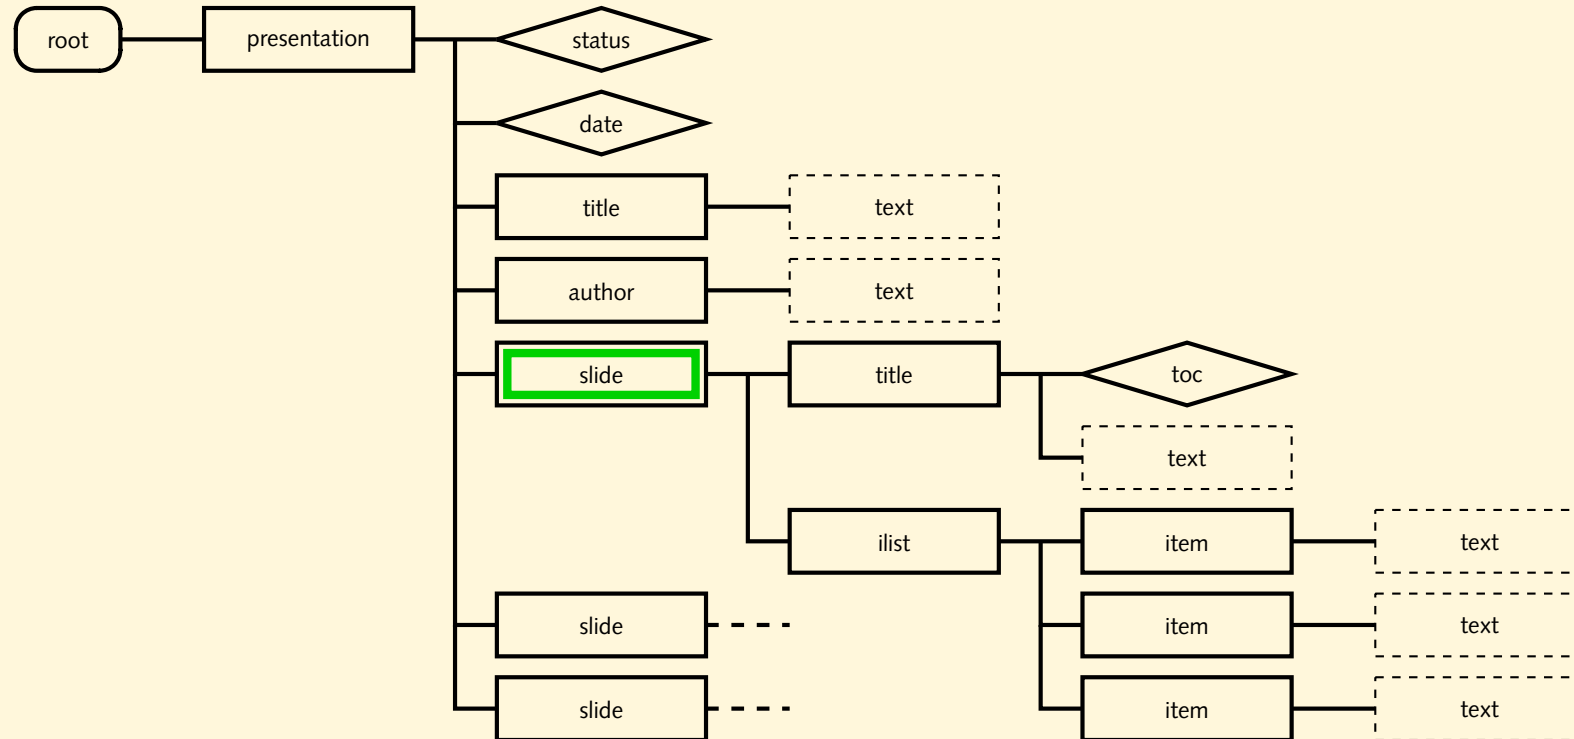 root presentation status
date
title text
author text
slide title toc
text
ilist item text
slide item text
slide item text